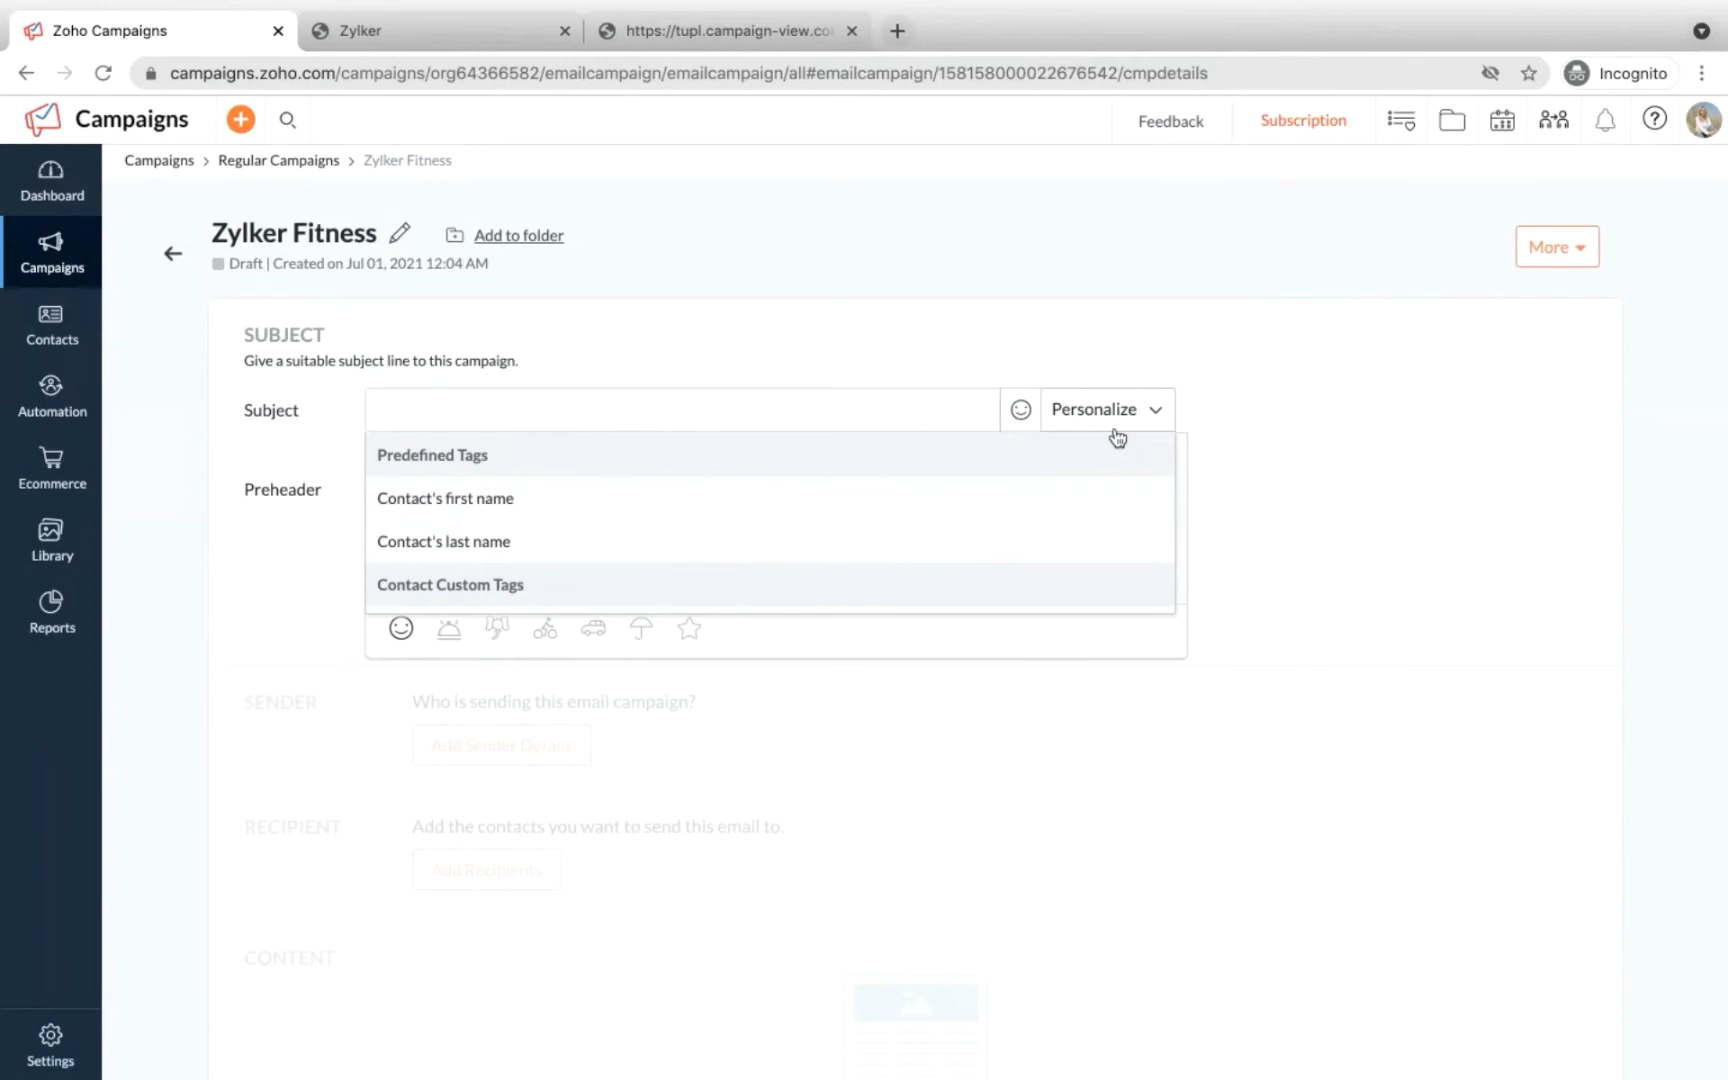 Zoho Campaigns
Zylker
https://tupl.campaign-view.co
campaigns.zoho.com/campaigns/org64366582/emailcampaign/emailcampaign/all#emailcampaign/158158000022676542/cmpdetails
Incognito
Campaigns
Feedback
Subscription
Campaigns > Regular Campaigns > Zylker Fitness
Dashboard
Campaigns
Contacts
Automation
Ecommerce
Library
Reports
Settings
Zylker Fitness
Add to folder
Draft | Created on Jul 01, 2021 12:04 AM
More
SUBJECT
Give a suitable subject line to this campaign.
Subject
Personalize
Predefined Tags
Contact's first name
Contact's last name
Contact Custom Tags
Preheader
SENDER
Who is sending this email campaign?
Add Sender Details
RECIPIENT
Add the contacts you want to send this email to.
Add Recipients
CONTENT